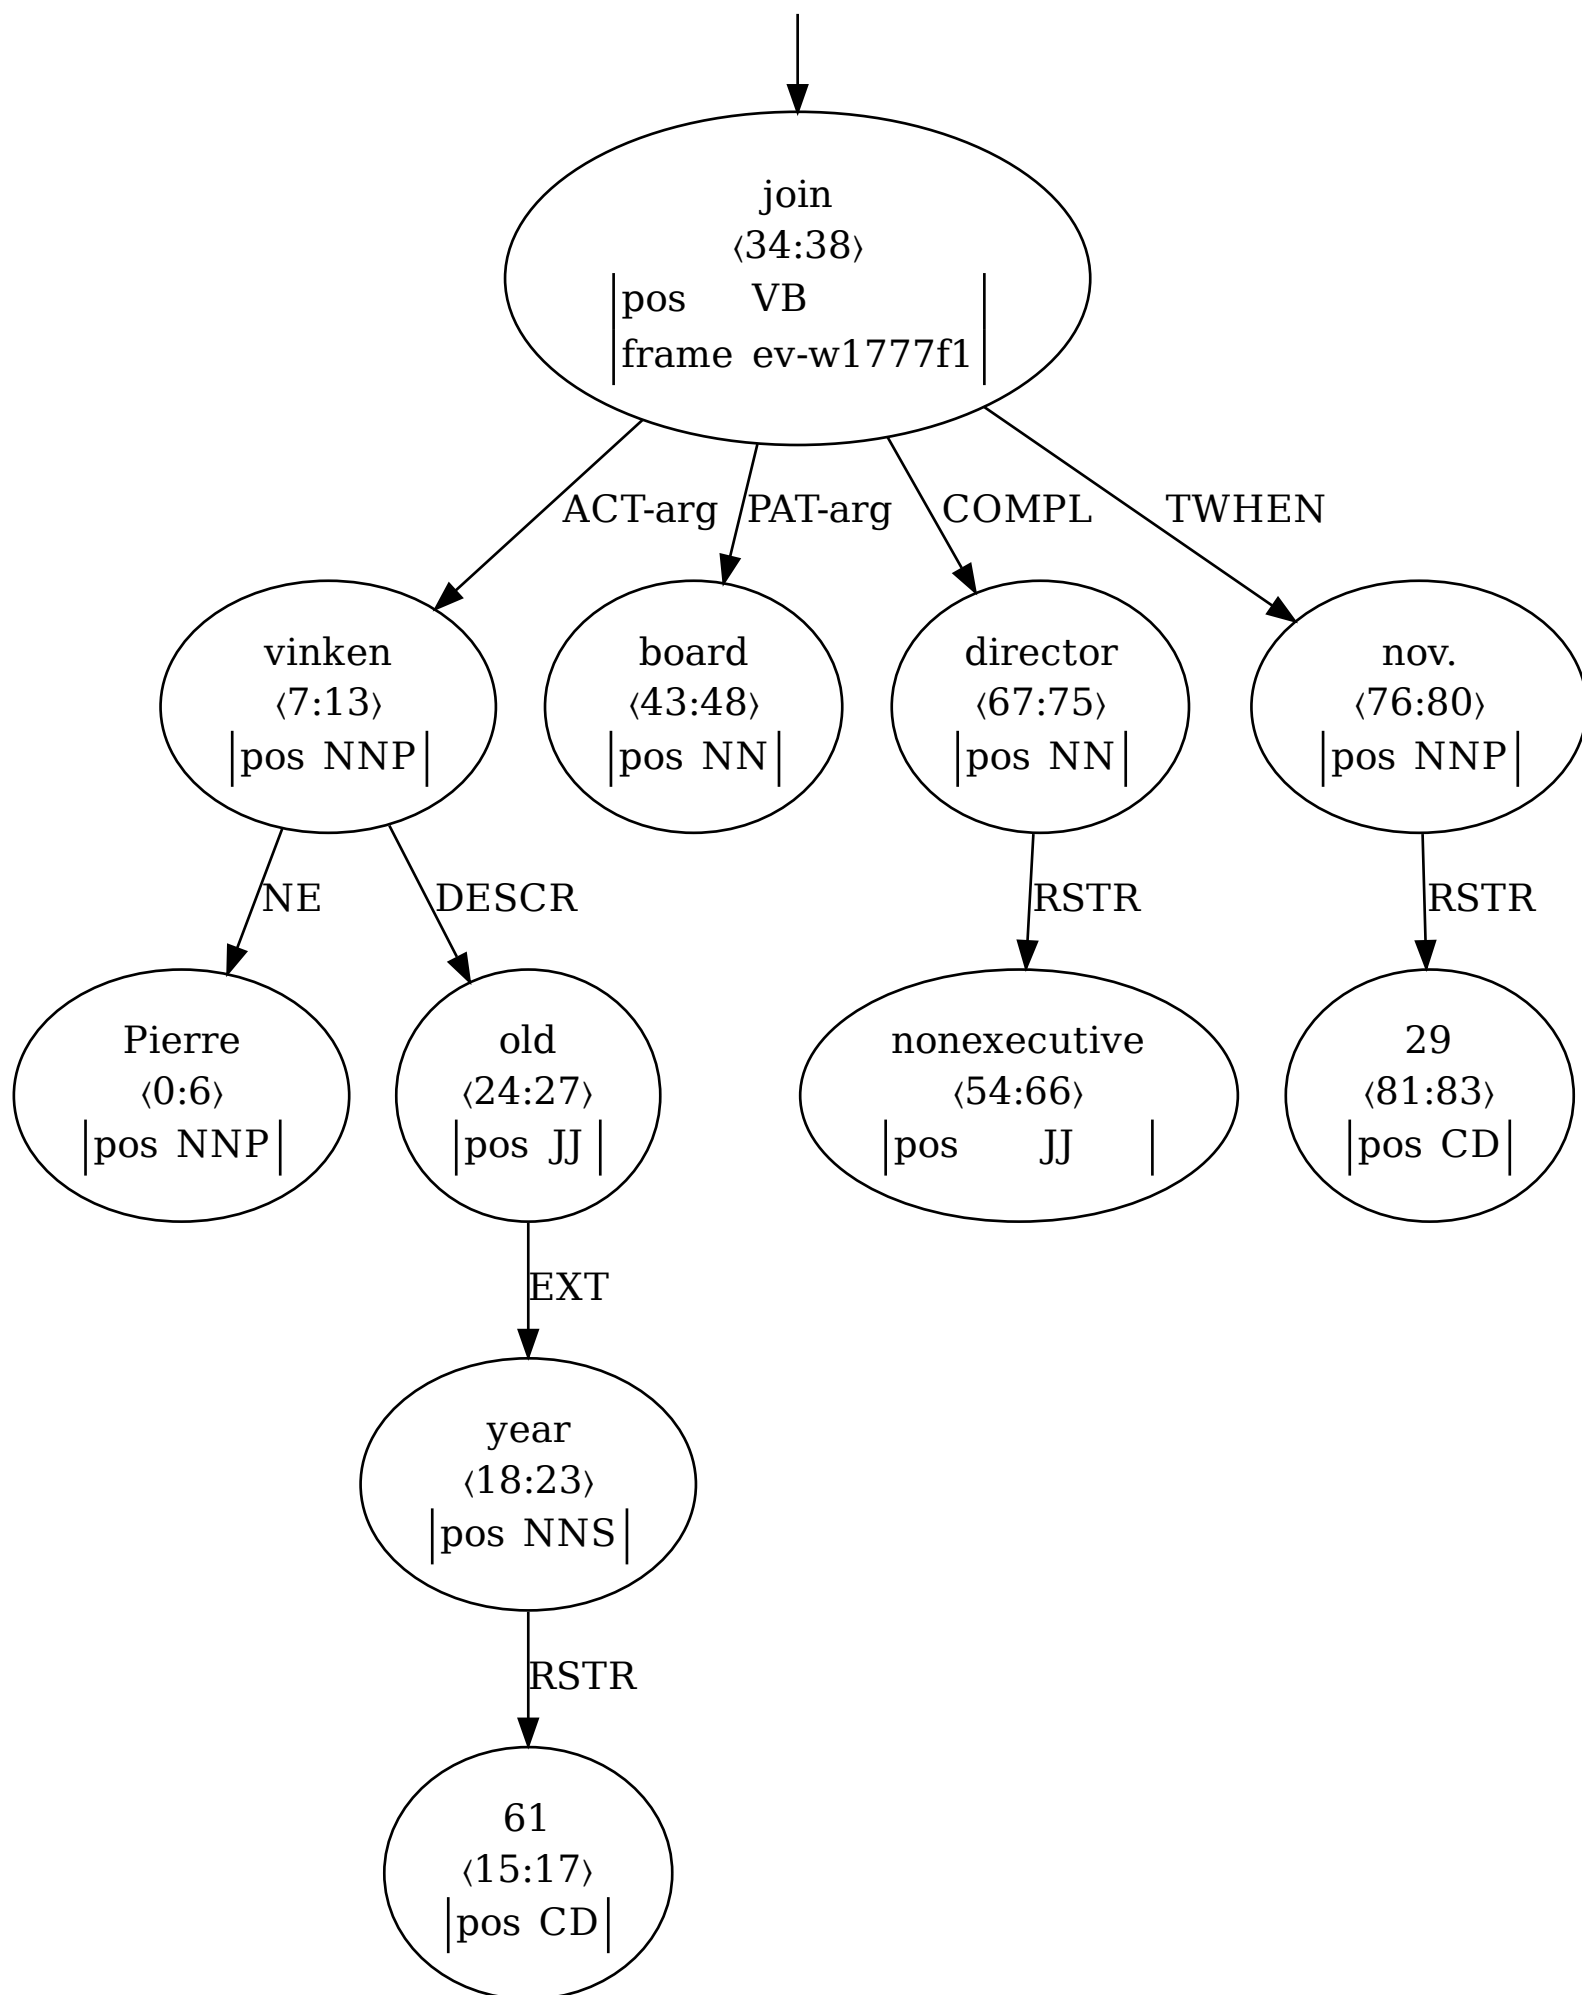 join
⟨34:38⟩
pos VB
frame ev-w1777f1
ACT-arg PAT-arg COMPL TWHEN
vinken
⟨7:13⟩
pos NNP
board
⟨43:48⟩
pos NN
director
⟨67:75⟩
pos NN
nov.
⟨76:80⟩
pos NNP
NE DESCR RSTR RSTR
Pierre
⟨0:6⟩
pos NNP
old
⟨24:27⟩
pos JJ
nonexecutive
⟨54:66⟩
pos JJ
29
⟨81:83⟩
pos CD
EXT
year
⟨18:23⟩
pos NNS
RSTR
61
⟨15:17⟩
pos CD